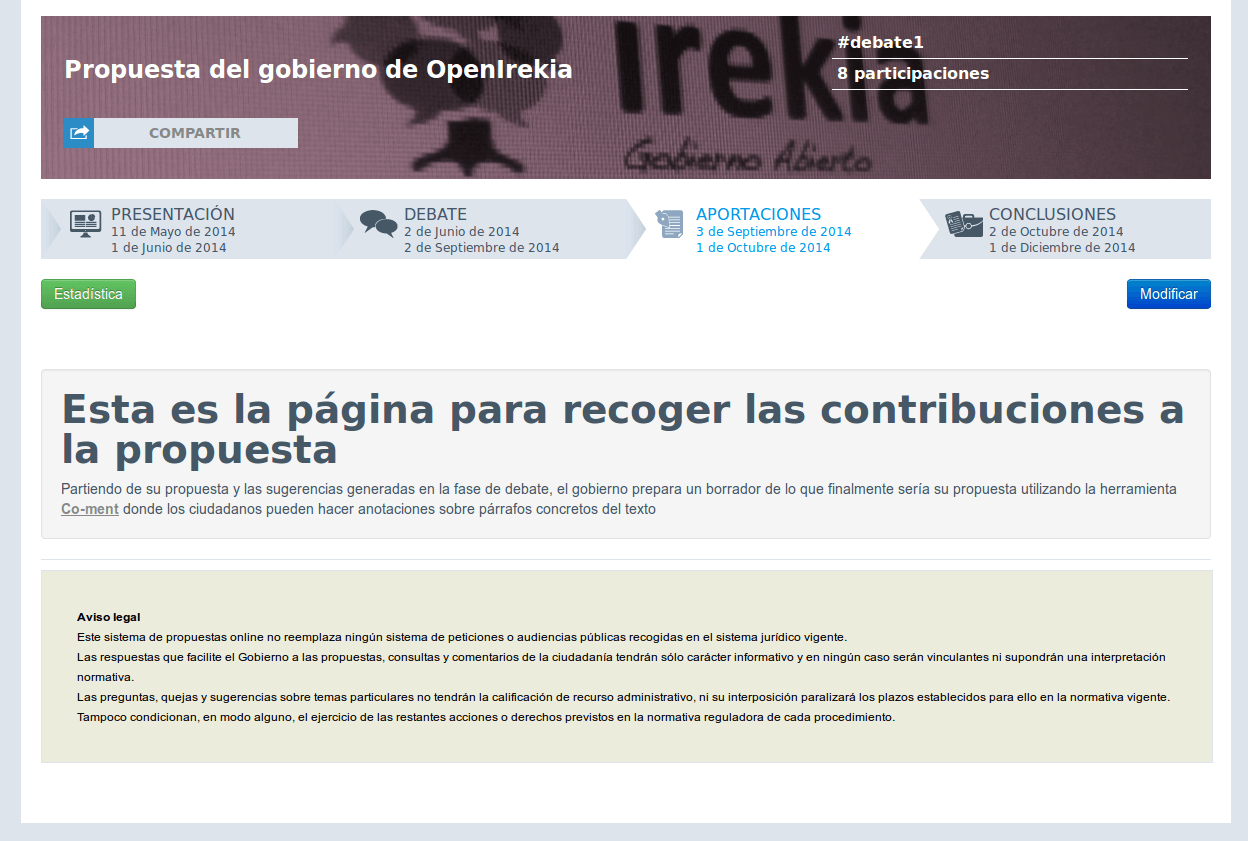 Propuesta del gobierno de OpenIrekia
#debate1
8 participaciones
irekia
Gobierno Abierto
COMPARTIR
PRESENTACIÓN
11 de Mayo de 2014
1 de Junio de 2014
DEBATE
2 de Junio de 2014
2 de Septiembre de 2014
APORTACIONES
3 de Septiembre de 2014
1 de Octubre de 2014
CONCLUSIONES
2 de Octubre de 2014
1 de Diciembre de 2014
Estadística
Modificar
Esta es la página para recoger las contribuciones a
la propuesta
Partiendo de su propuesta y las sugerencias generadas en la fase de debate, el gobierno prepara un borrador de lo que finalmente sería su propuesta utilizando la herramienta
Co-ment donde los ciudadanos pueden hacer anotaciones sobre párrafos concretos del texto
Aviso legal
Este sistema de propuestas online no reemplaza ningún sistema de peticiones o audiencias públicas recogidas en el sistema jurídico vigente.
Las respuestas que facilite el Gobierno a las propuestas, consultas y comentarios de la ciudadanía tendrán sólo carácter informativo y en ningún caso serán vinculantes ni supondrán una interpretación
normativa.
Las preguntas, quejas y sugerencias sobre temas particulares no tendrán la calificación de recurso administrativo, ni su interposición paralizará los plazos establecidos para ello en la normativa vigente.
Tampoco condicionan, en modo alguno, el ejercicio de las restantes acciones o derechos previstos en la normativa reguladora de cada procedimiento.